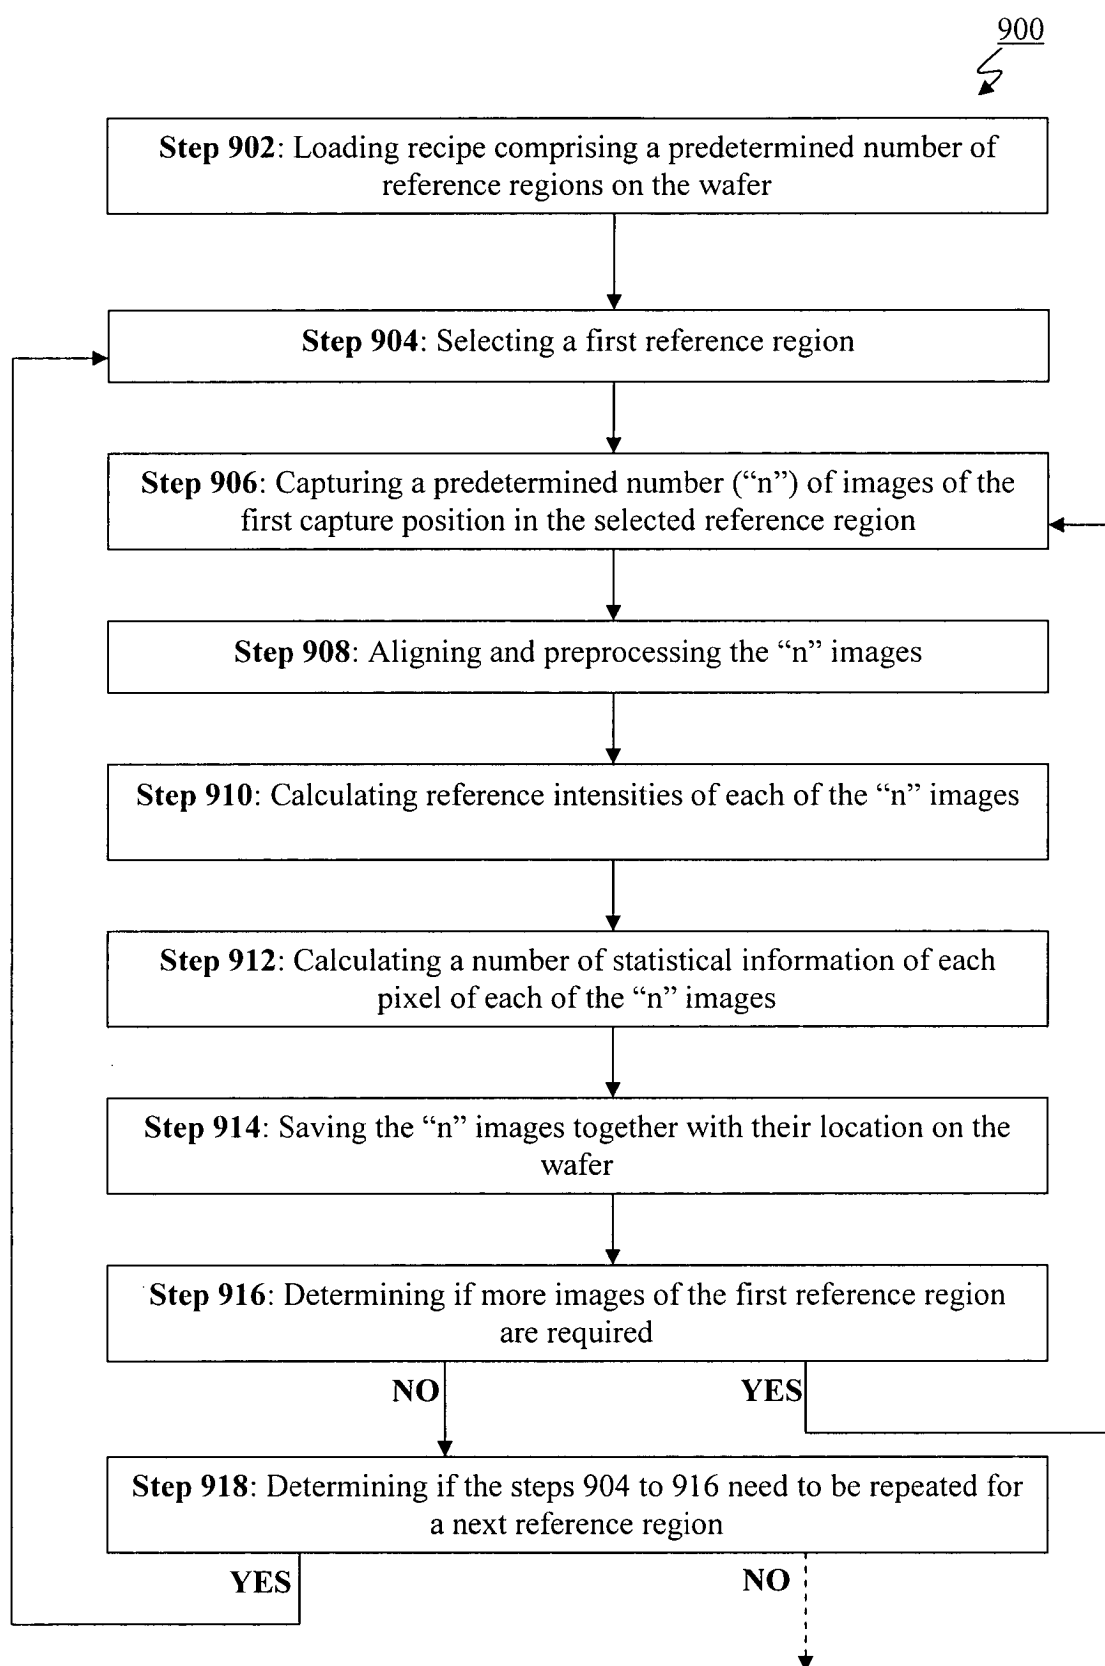 900
Step 902: Loading recipe comprising a predetermined number of
reference regions on the wafer
Step 904: Selecting a first reference region
Step 906: Capturing a predetermined number (“n”) of images of the
first capture position in the selected reference region
Step 908: Aligning and preprocessing the “n” images
Step 910: Calculating reference intensities of each of the “n” images
Step 912: Calculating a number of statistical information of each
pixel of each of the “n” images
Step 914: Saving the “n” images together with their location on the
wafer
Step 916: Determining if more images of the first reference region
are required
NO YES
Step 918: Determining if the steps 904 to 916 need to be repeated for
a next reference region
YES NO